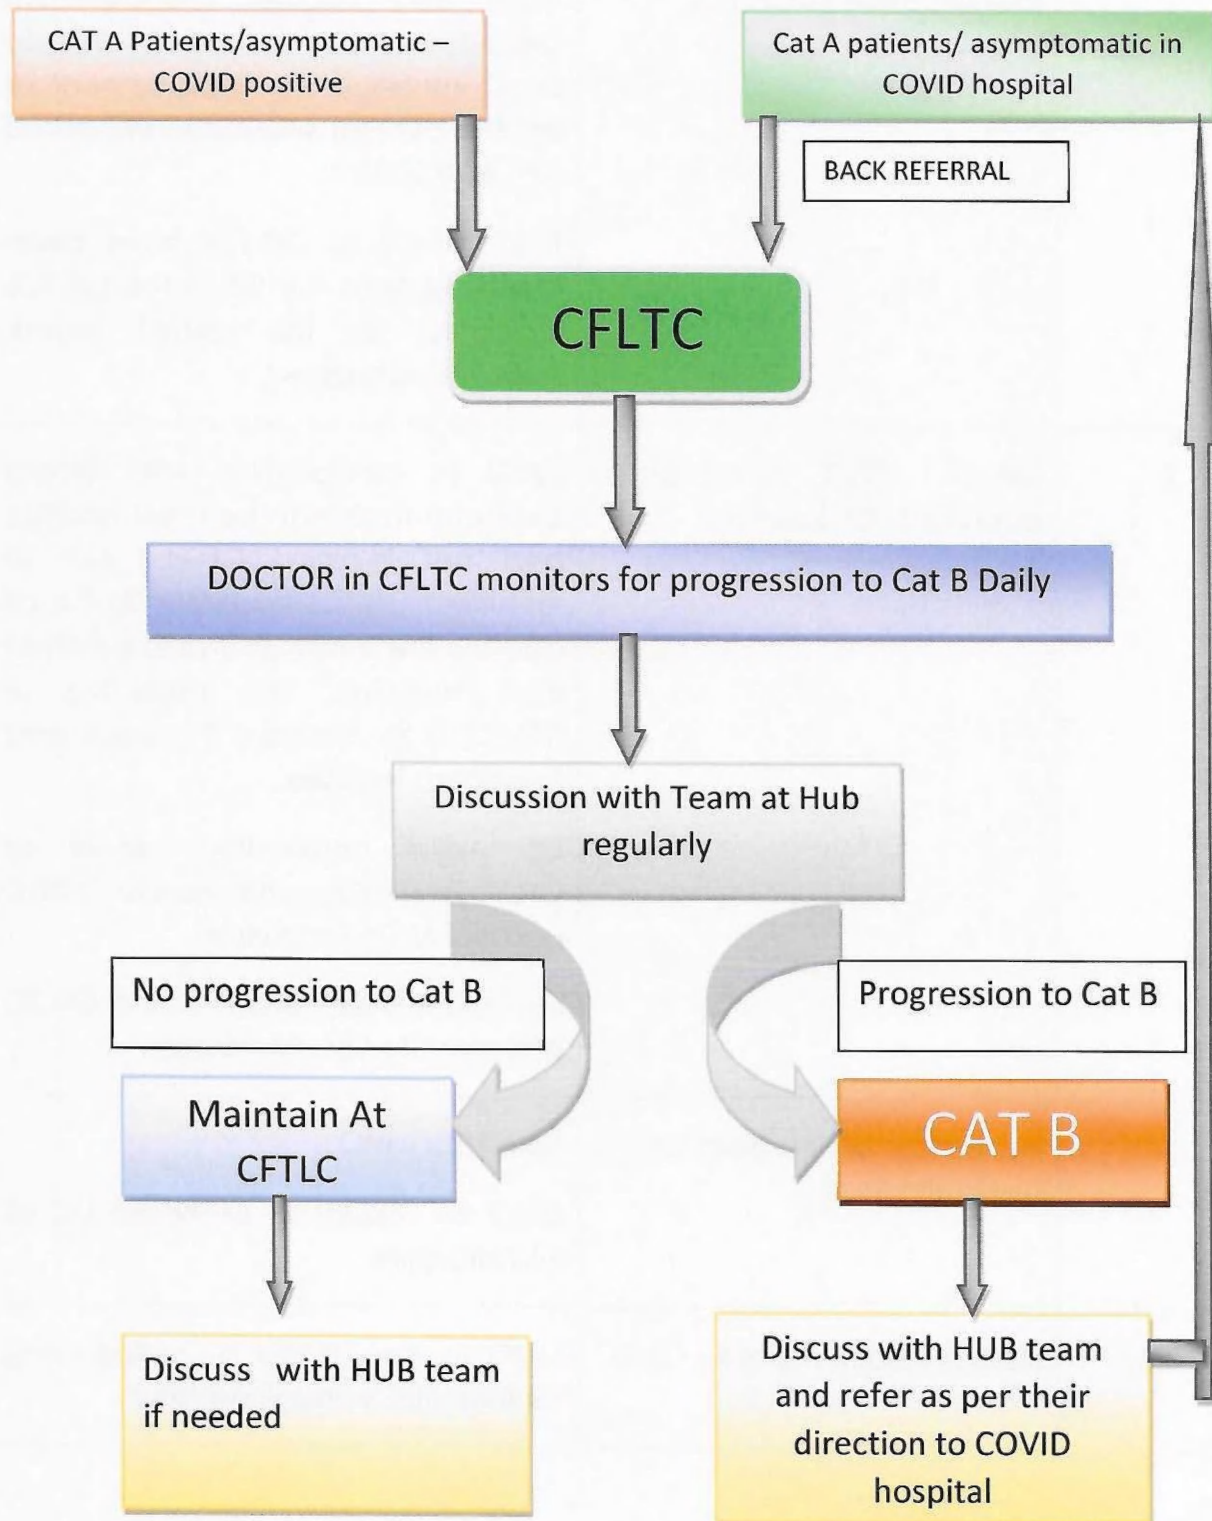 CAT A Patients/asymptomatic –
COVID positive
Cat A patients/ asymptomatic in
COVID hospital
BACK REFERRAL
CFLTC
DOCTOR in CFLTC monitors for progression to Cat B Daily
Discussion with Team at Hub
regularly
No progression to Cat B
Progression to Cat B
Maintain At
CFTLC
CAT B
Discuss with HUB team
if needed
Discuss with HUB team
and refer as per their
direction to COVID
hospital